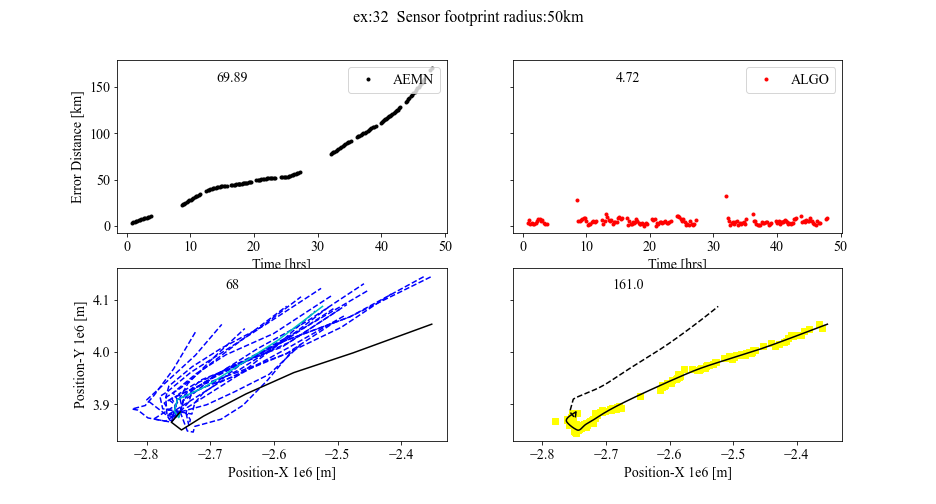 ex:32 Sensor footprint radius:50km
69.89
AEMN
Error Distance [km]
150
100
50
0
0 10 20 30 40 50
Time [hrs]
4.72
ALGO
0 10 20 30 40 50
Time [hrs]
68
Position-Y 1e6 [m]
4.1
4.0
3.9
−2.8 −2.7 −2.6 −2.5 −2.4
Position-X 1e6 [m]
161.0
−2.8 −2.7 −2.6 −2.5 −2.4
Position-X 1e6 [m]